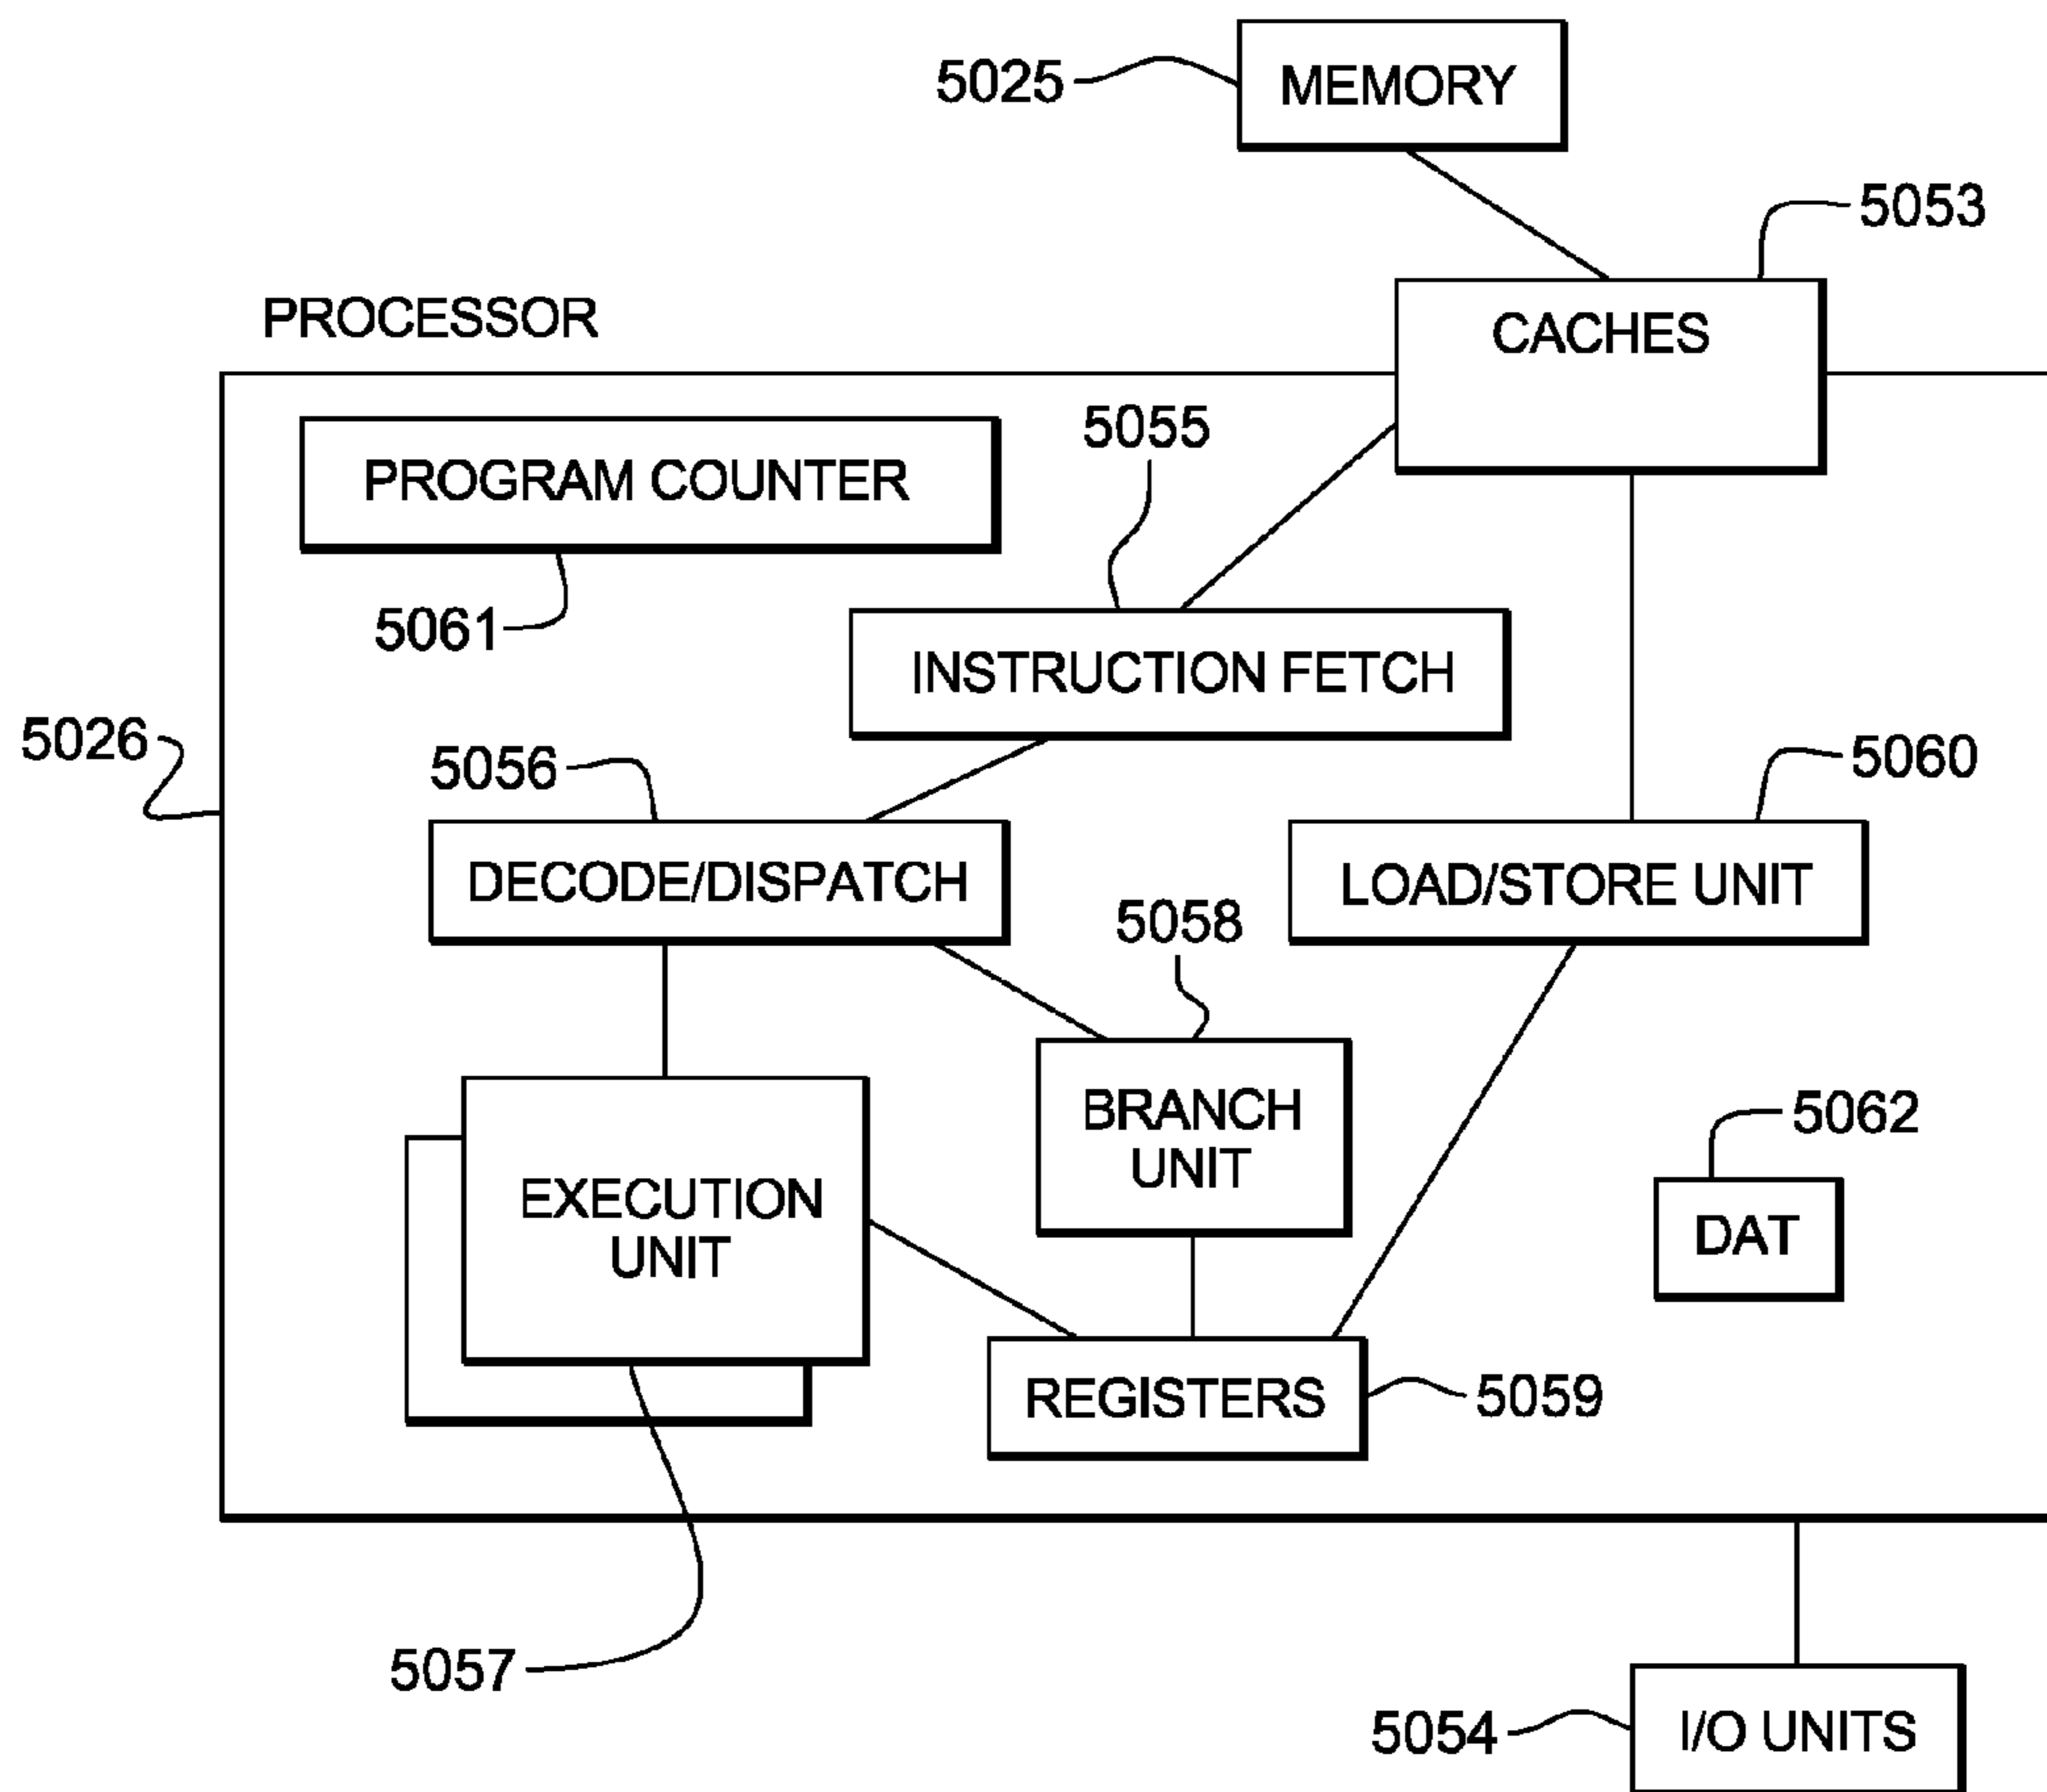 MEMORY
5025
5053
CACHES
PROCESSOR
5055
PROGRAM COUNTER
5061
INSTRUCTION FETCH
5026
5056
5060
DECODE/DISPATCH
LOAD/STORE UNIT
5058
BRANCH
UNIT
5062
EXECUTION
UNIT
DAT
REGISTERS
5059
5057
5054
I/O UNITS